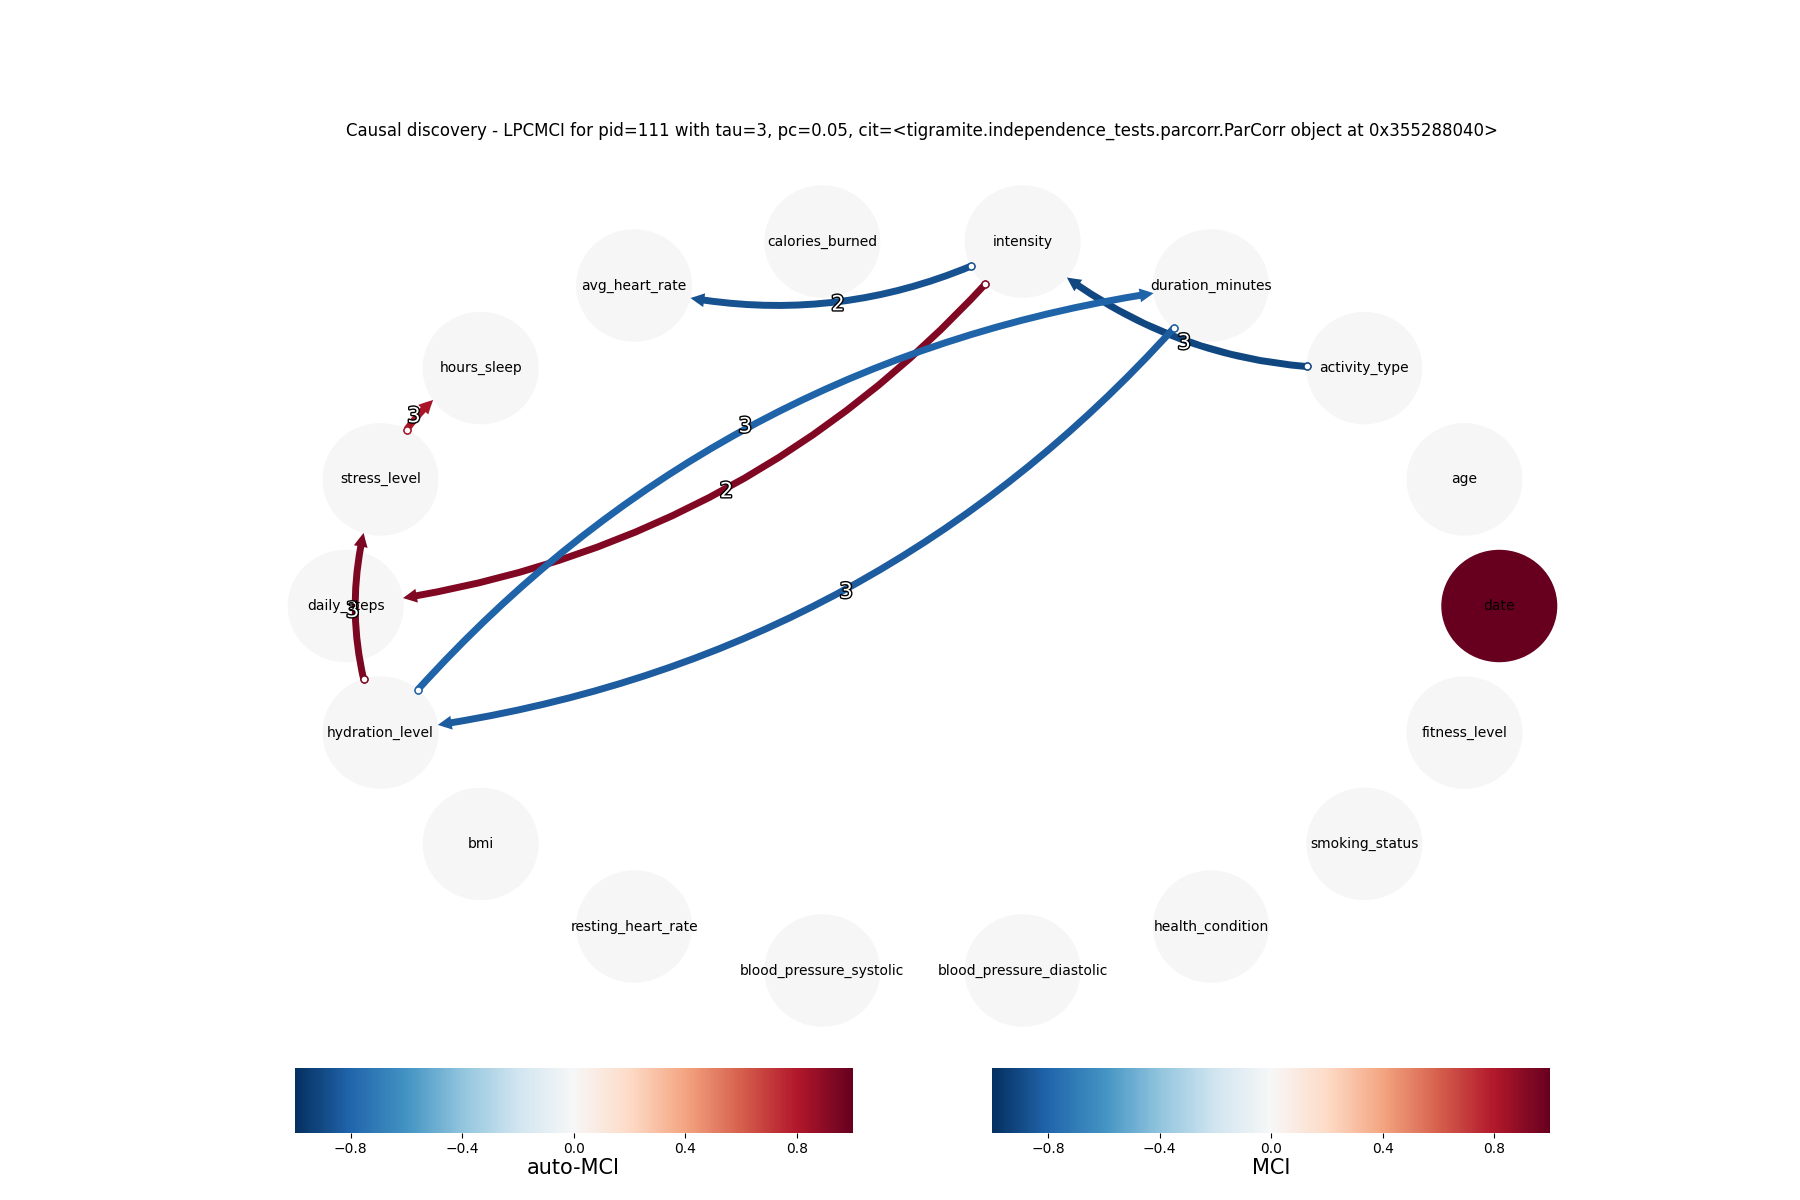 Causal discovery - LPCMCI for pid=111 with tau=3, pc=0.05, cit=<tigramite.independence_tests.parcorr.ParCorr object at 0x355288040>
calories_burned
intensity
avg_heart_rate
duration_minutes
2
3
hours_sleep
activity_type
3
3
stress_level
2
age
3
daily_steps
3
date
hydration_level
fitness_level
bmi
smoking_status
resting_heart_rate
health_condition
blood_pressure_systolic
blood_pressure_diastolic
−0.8 −0.4 0.0 0.4 0.8
auto-MCI
−0.8 −0.4 0.0 0.4 0.8
MCI